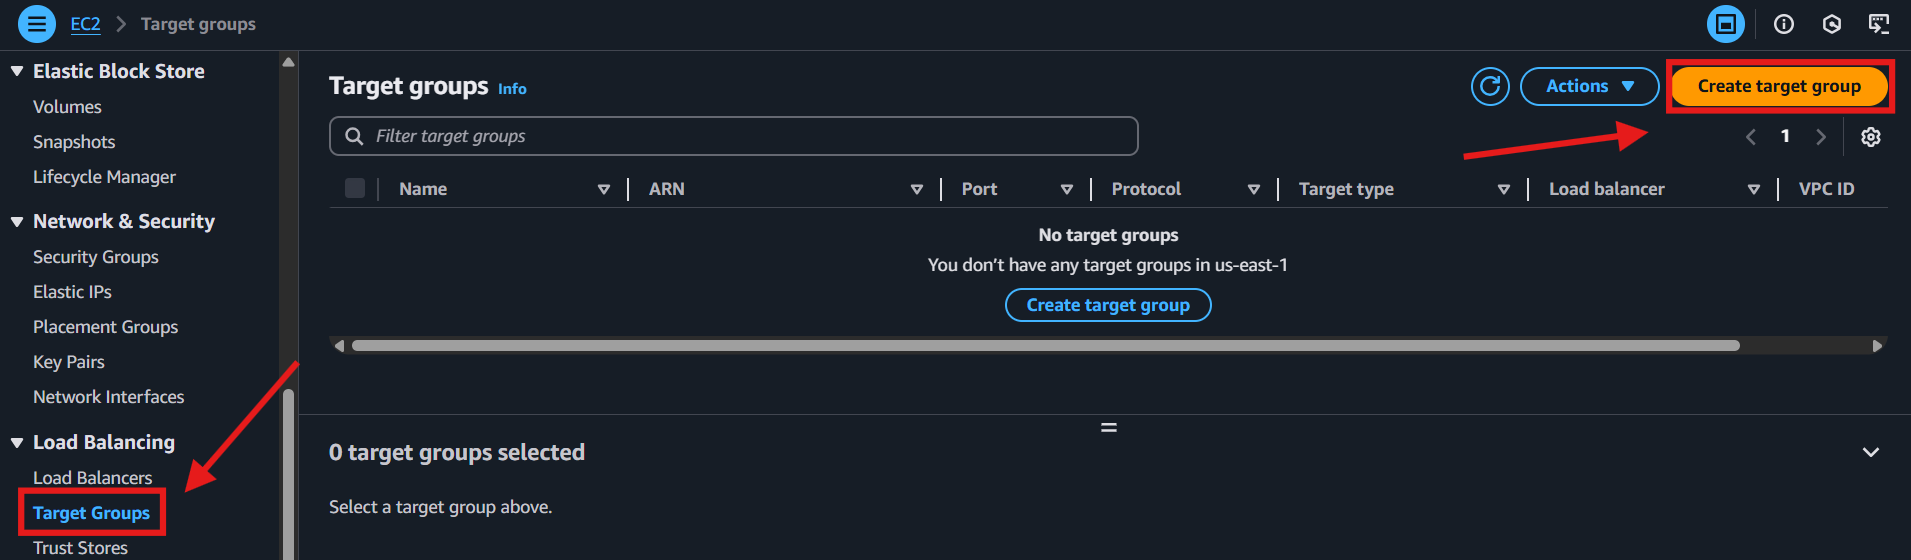 EC2 > Target groups
Elastic Block Store
Volumes
Snapshots
Lifecycle Manager
Network & Security
Security Groups
Elastic IPs
Placement Groups
Key Pairs
Network Interfaces
Load Balancing
Load Balancers
Target Groups
Trust Stores
Target groups Info
Actions
Create target group
Filter target groups
1
Name ARN Port Protocol Target type Load balancer VPC ID
No target groups
You don't have any target groups in us-east-1
Create target group
0 target groups selected
Select a target group above.